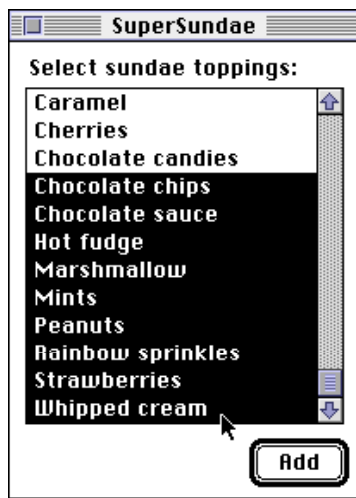 SuperSundae
Select sundae toppings:
Caramel
Cherries
Chocolate candies
Chocolate chips
Chocolate sauce
Hot fudge
Marshmallow
Mints
Peanuts
Rainbow sprinkles
Strawberries
Whipped cream
Add